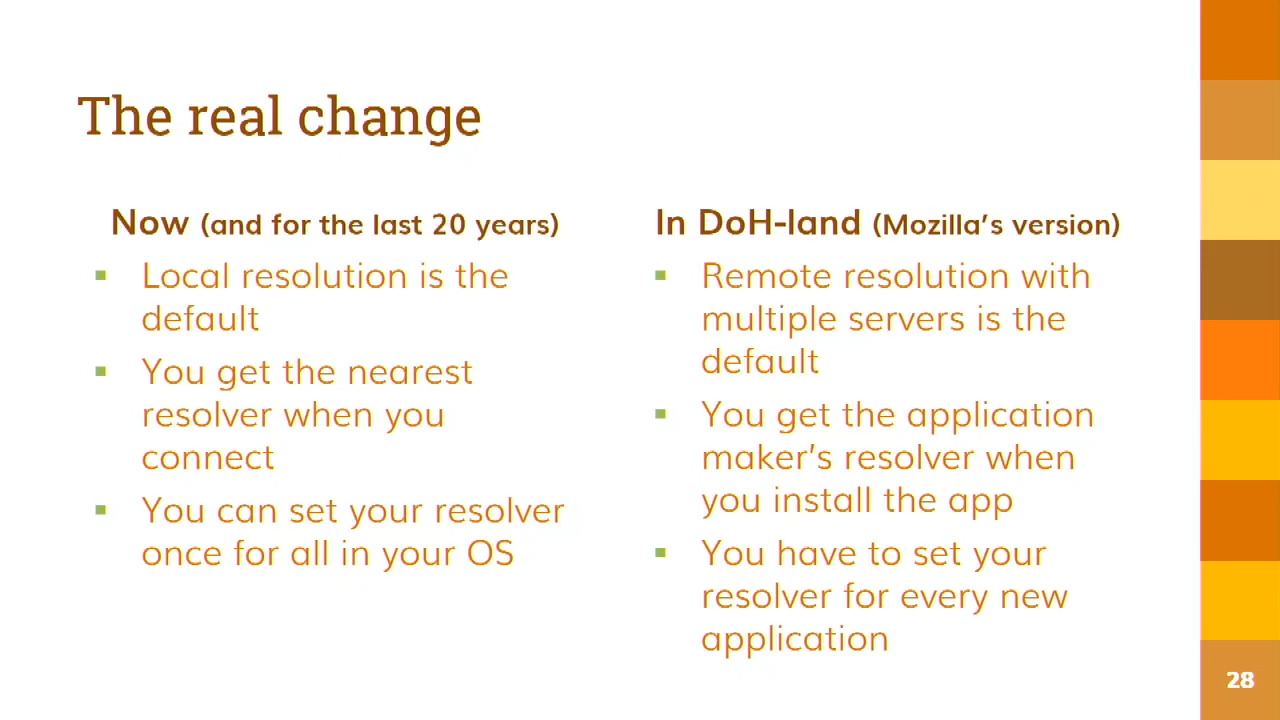 The real change
Now (and for the last 20 years)
Local resolution is the
default
You get the nearest
resolver when you
connect
You can set your resolver
once for all in your OS
In DoH-land (Mozilla’s version)
Remote resolution with
multiple servers is the
default
You get the application
maker’s resolver when
you install the app
You have to set your
resolver for every new
application
28